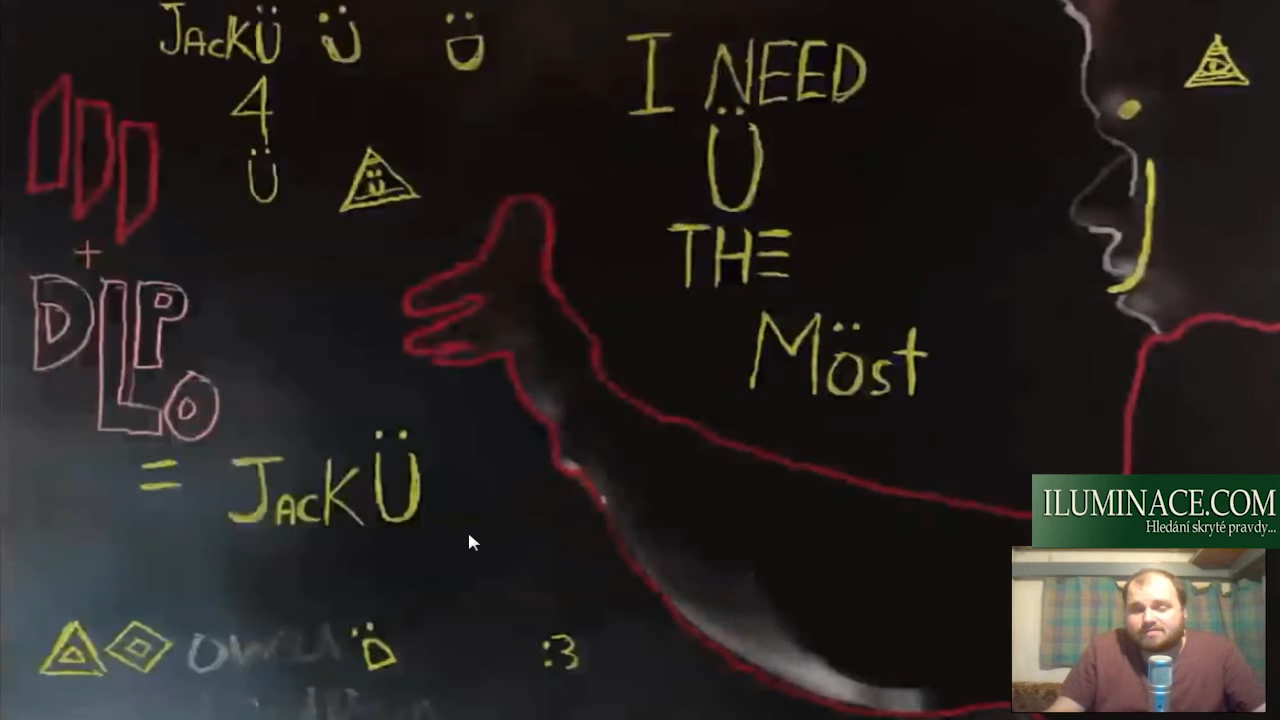 JACKÜ Ü Ü
4
Ü
I NEED
Ü
THE
MÖST
+
DIPLO
= JACKÜ
:3
ILUMINACE.COM
Hledání skryté pravdy...